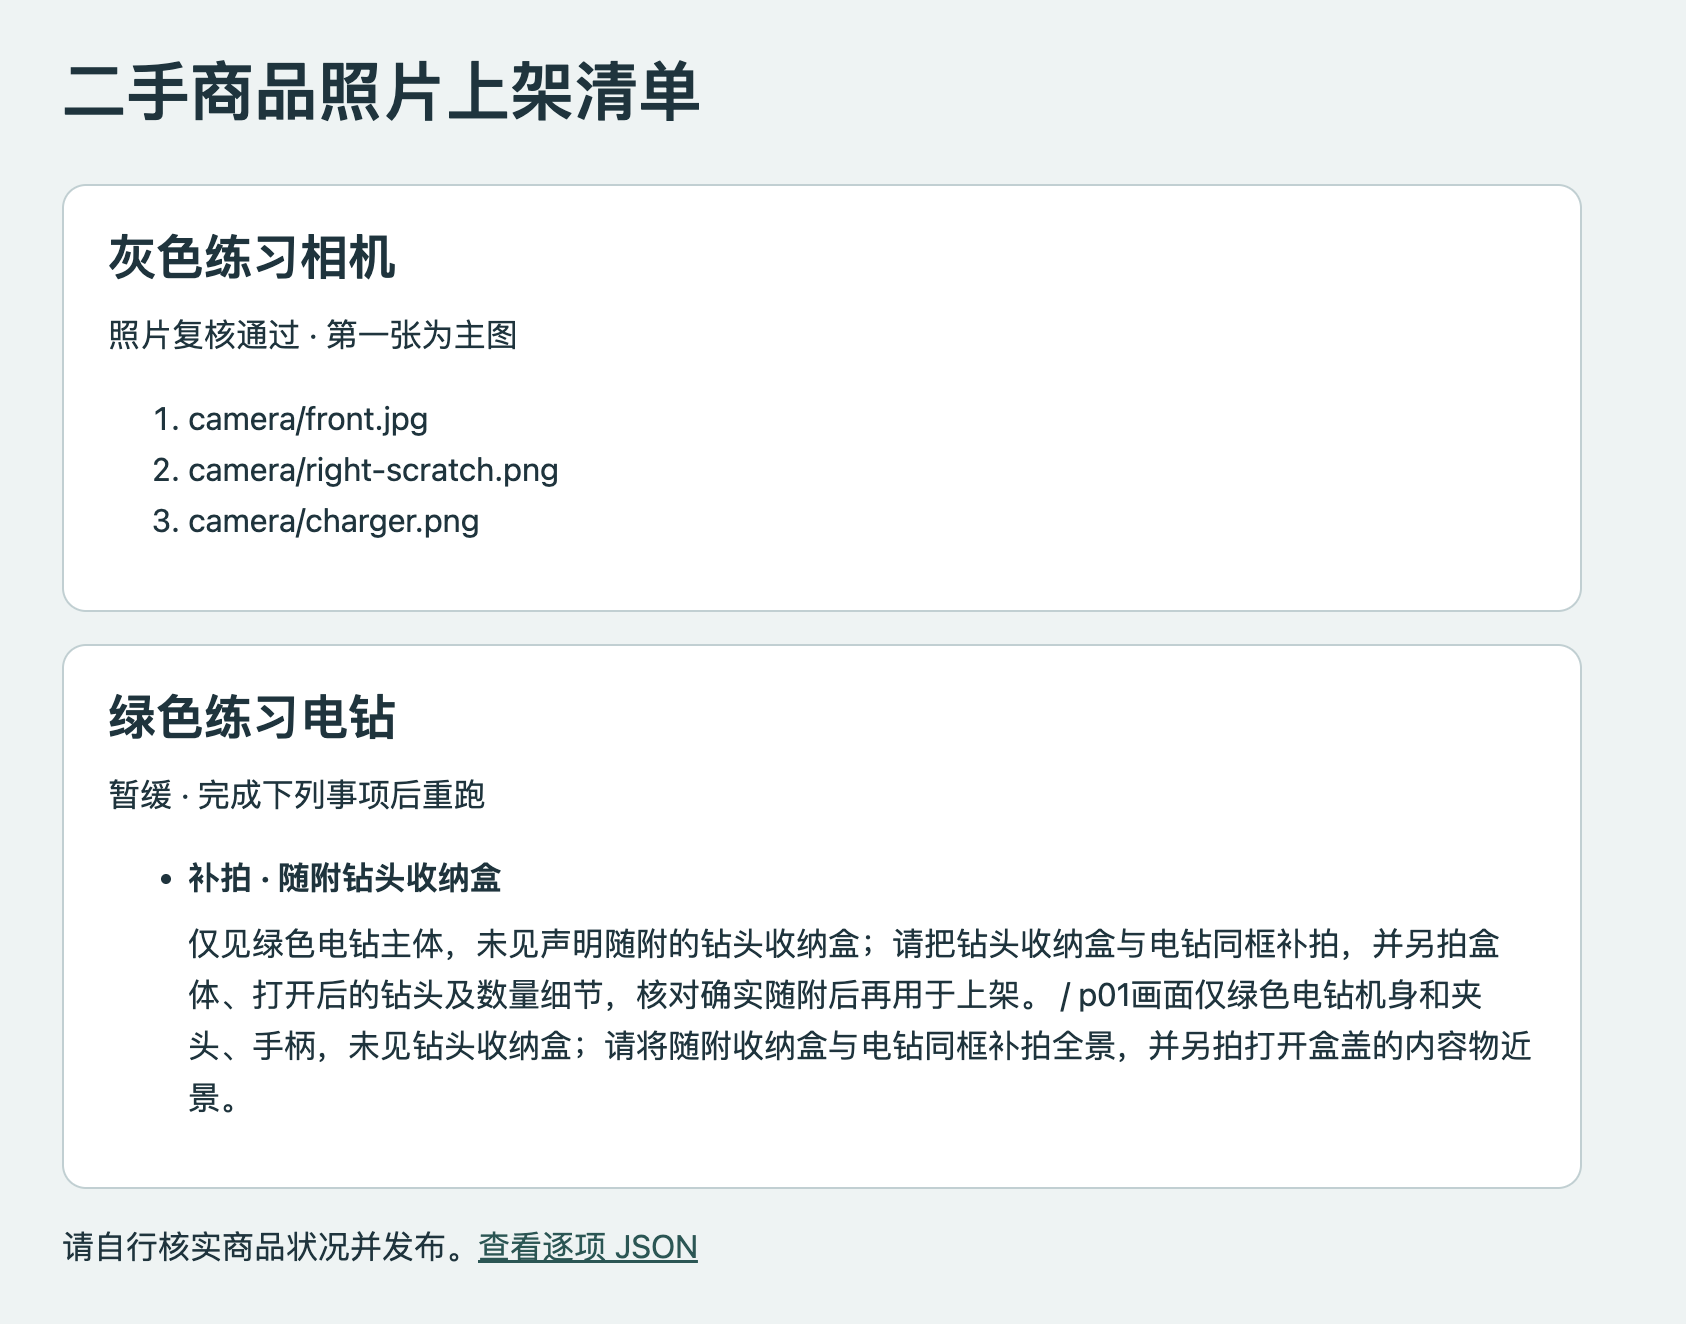 二手商品照片上架清单
灰色练习相机
照片复核通过 · 第一张为主图
1. camera/front.jpg
2. camera/right-scratch.png
3. camera/charger.png
绿色练习电钻
暂缓 · 完成下列事项后重跑
• 补拍 · 随附钻头收纳盒
仅见绿色电钻主体，未见声明随附的钻头收纳盒；请把钻头收纳盒与电钻同框补拍，并另拍盒
体、打开后的钻头及数量细节，核对确实随附后再用于上架。 / p01画面仅绿色电钻机身和夹
头、手柄，未见钻头收纳盒；请将随附收纳盒与电钻同框补拍全景，并另拍打开盒盖的内容物近
景。
请自行核实商品状况并发布。查看逐项 JSON